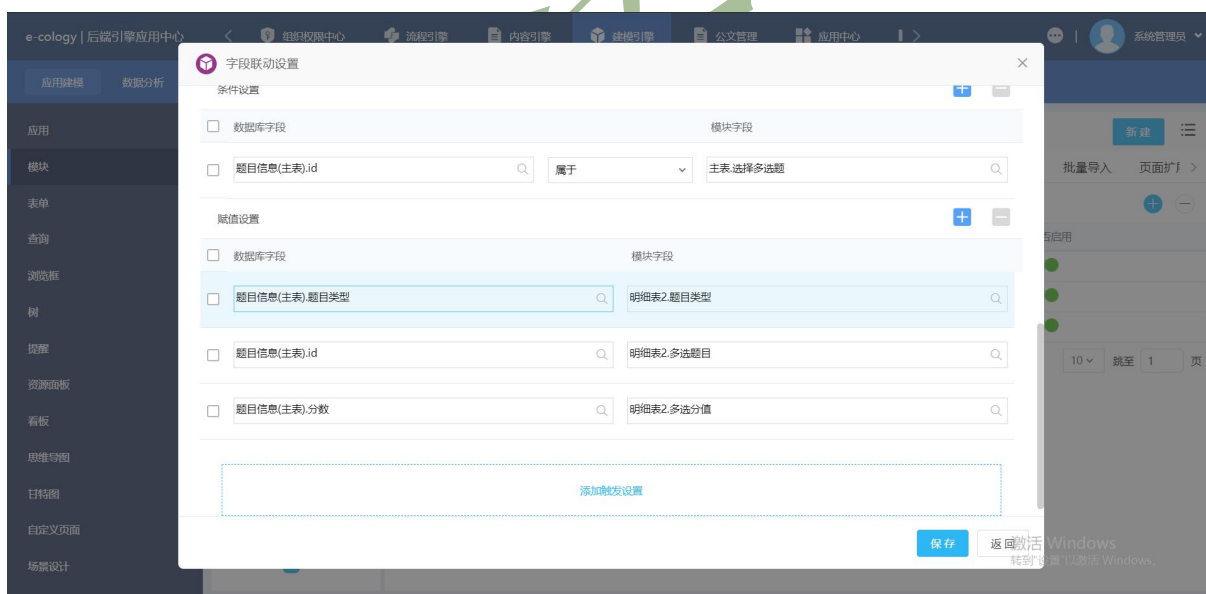 e-cology | 后端引擎应用中心 组织权限中心 流程引擎 内容引擎 建模引擎 公文管理 应用中心 系统管理员
应用建模 数据分析
字段联动设置
条件设置
应用 数据库字段 模块字段 新建
模块 题目信息(主表).id 属于 主表.选择多选题 批量导入
表单 赋值设置
查询 数据库字段 模块字段 启用
浏览框
题目信息(主表).题目类型 明细表2.题目类型
树
提醒 题目信息(主表).id 明细表2.多选题目 10 跳至 1 页
资源面板
看板 题目信息(主表).分数 明细表2.多选分值
思维导图
甘特图 添加触发设置
自定义页面
保存 返回
激活 Windows
场景设计 转到"设置"以激活 Windows。